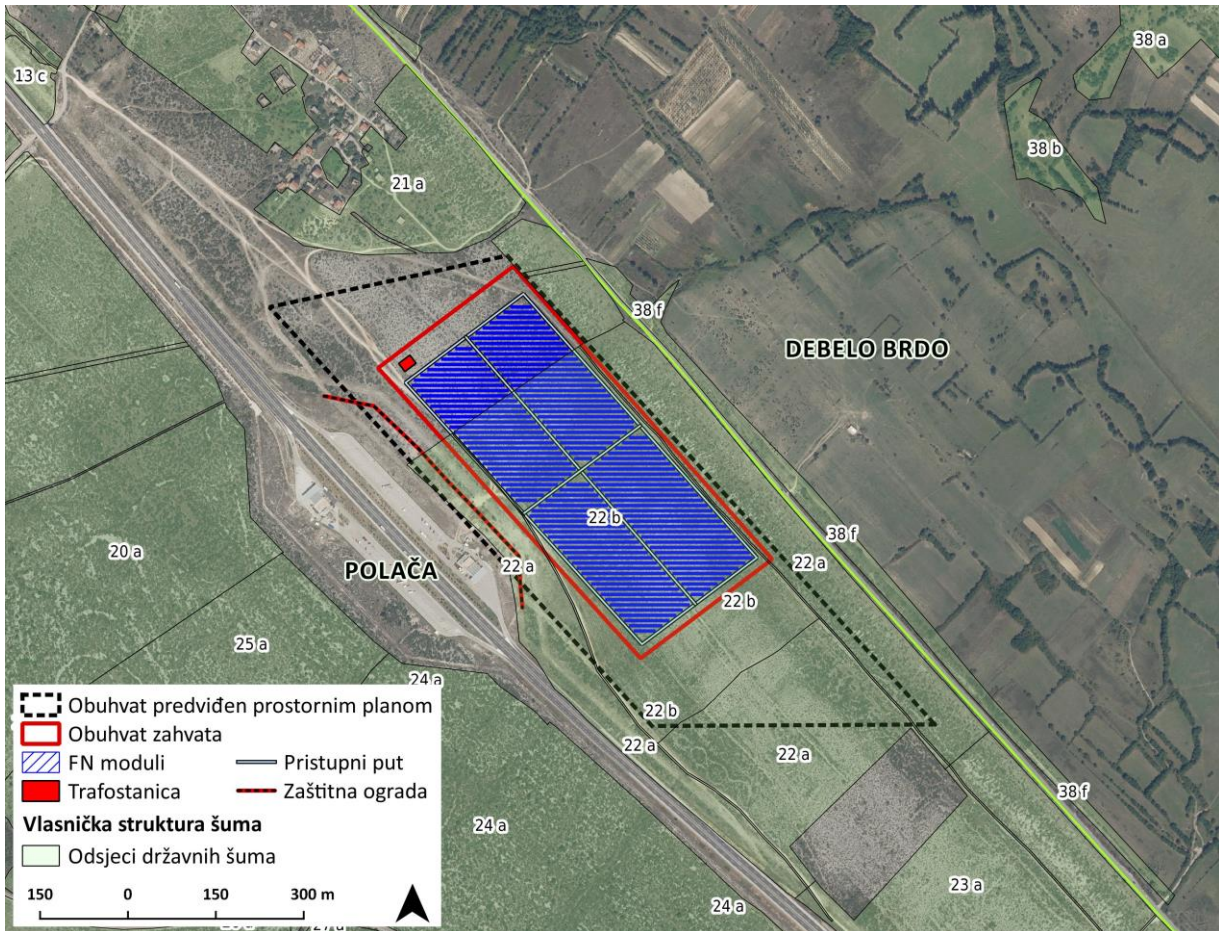 38 a
13 c
38 b
21 a
38 f
DEBELO BRDO
22 b
38 f
20 a
POLAČA
22 a
22 a
22 b
25 a
24 a
22 b
22 a
22 a
38 f
24 a
23 a
24 a
Obuhvat predviđen prostornim planom
Obuhvat zahvata
FN moduli
Pristupni put
Trafostanica
Zaštitna ograda
Vlasnička struktura šuma
Odsjeci državnih šuma
150 0 150 300 m